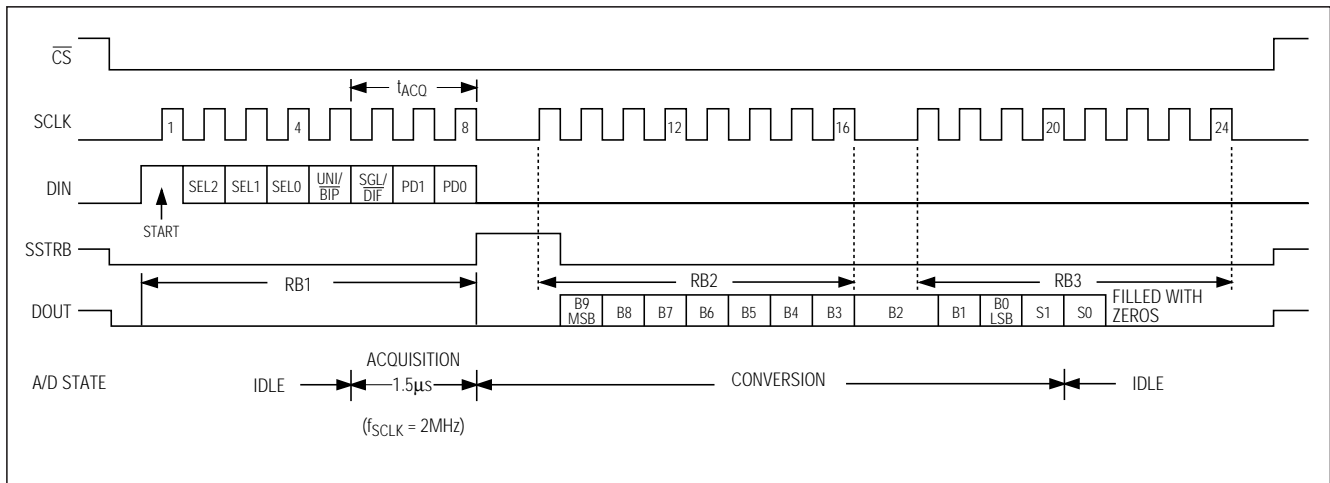 CS
tACQ
SCLK 1 4 8 12 16 20 24
DIN SEL2 SEL1 SEL0 UNI/ BIP SGL/ DIF PD1 PD0
START
SSTRB
RB1 RB2 RB3
DOUT B9 MSB B8 B7 B6 B5 B4 B3 B2 B1 B0 LSB S1 S0 FILLED WITH ZEROS
A/D STATE IDLE ACQUISITION 1.5µs CONVERSION IDLE
(fSCLK = 2MHz)